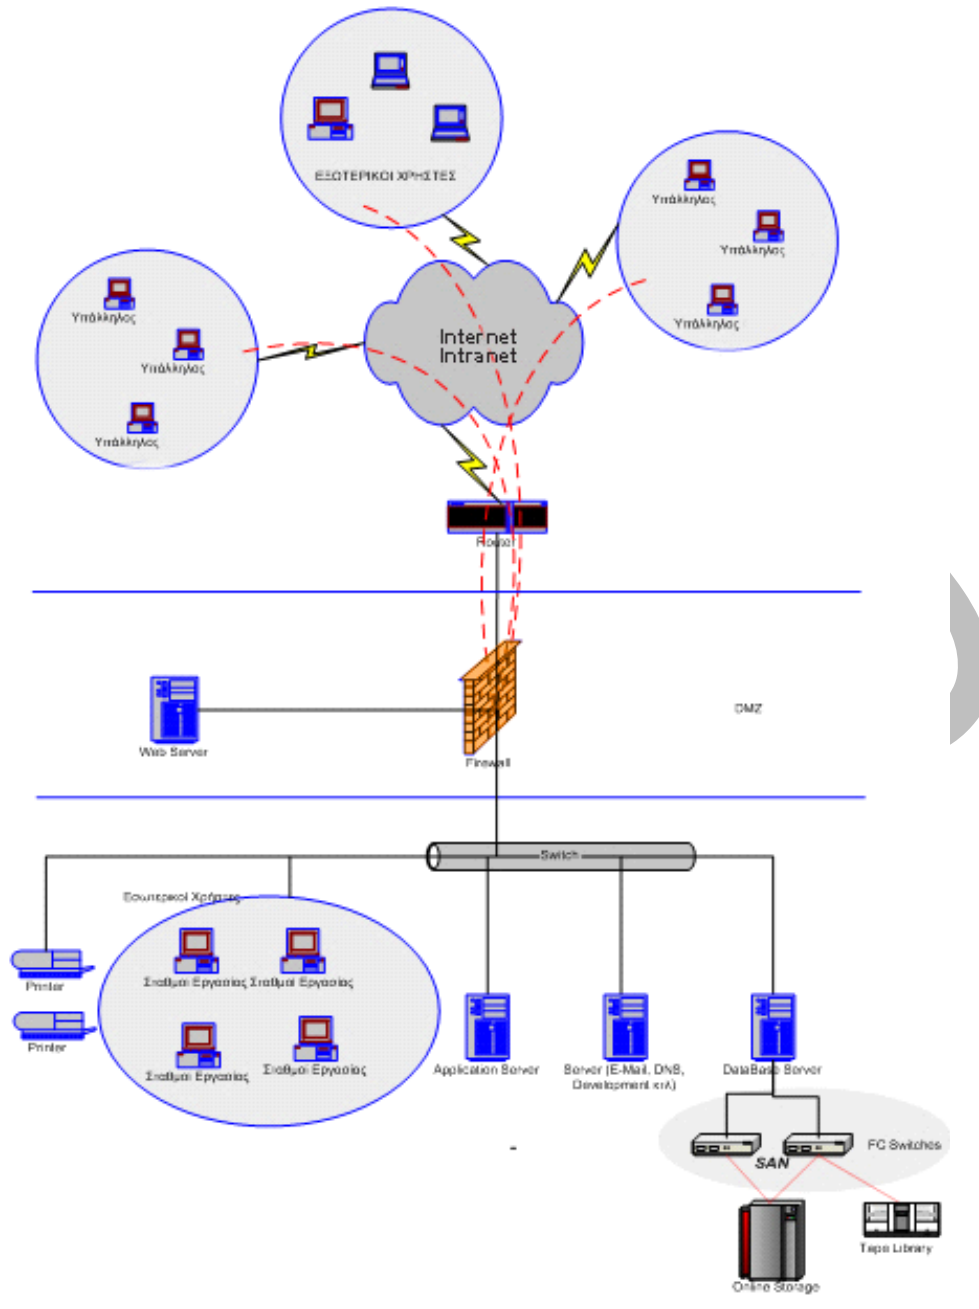 ΕΞΩΤΕΡΙΚΟΙ ΧΡΗΣΤΕΣ
Υπάλληλος
Υπάλληλος
Υπάλληλος
Internet
Intranet
Υπάλληλος
Υπάλληλος
Υπάλληλος
Router
DMZ
Web Server
Firewall
Switch
Εσωτερικοί Χρήστες
Printer
Σταθμοί Εργασίας Σταθμοί Εργασίας
Printer
Σταθμοί Εργασίας Σταθμοί Εργασίας
Application Server
Server (E-Mail, DNS,
Development κτλ)
DataBase Server
FC Switches
SAN
Tape Library
Online Storage